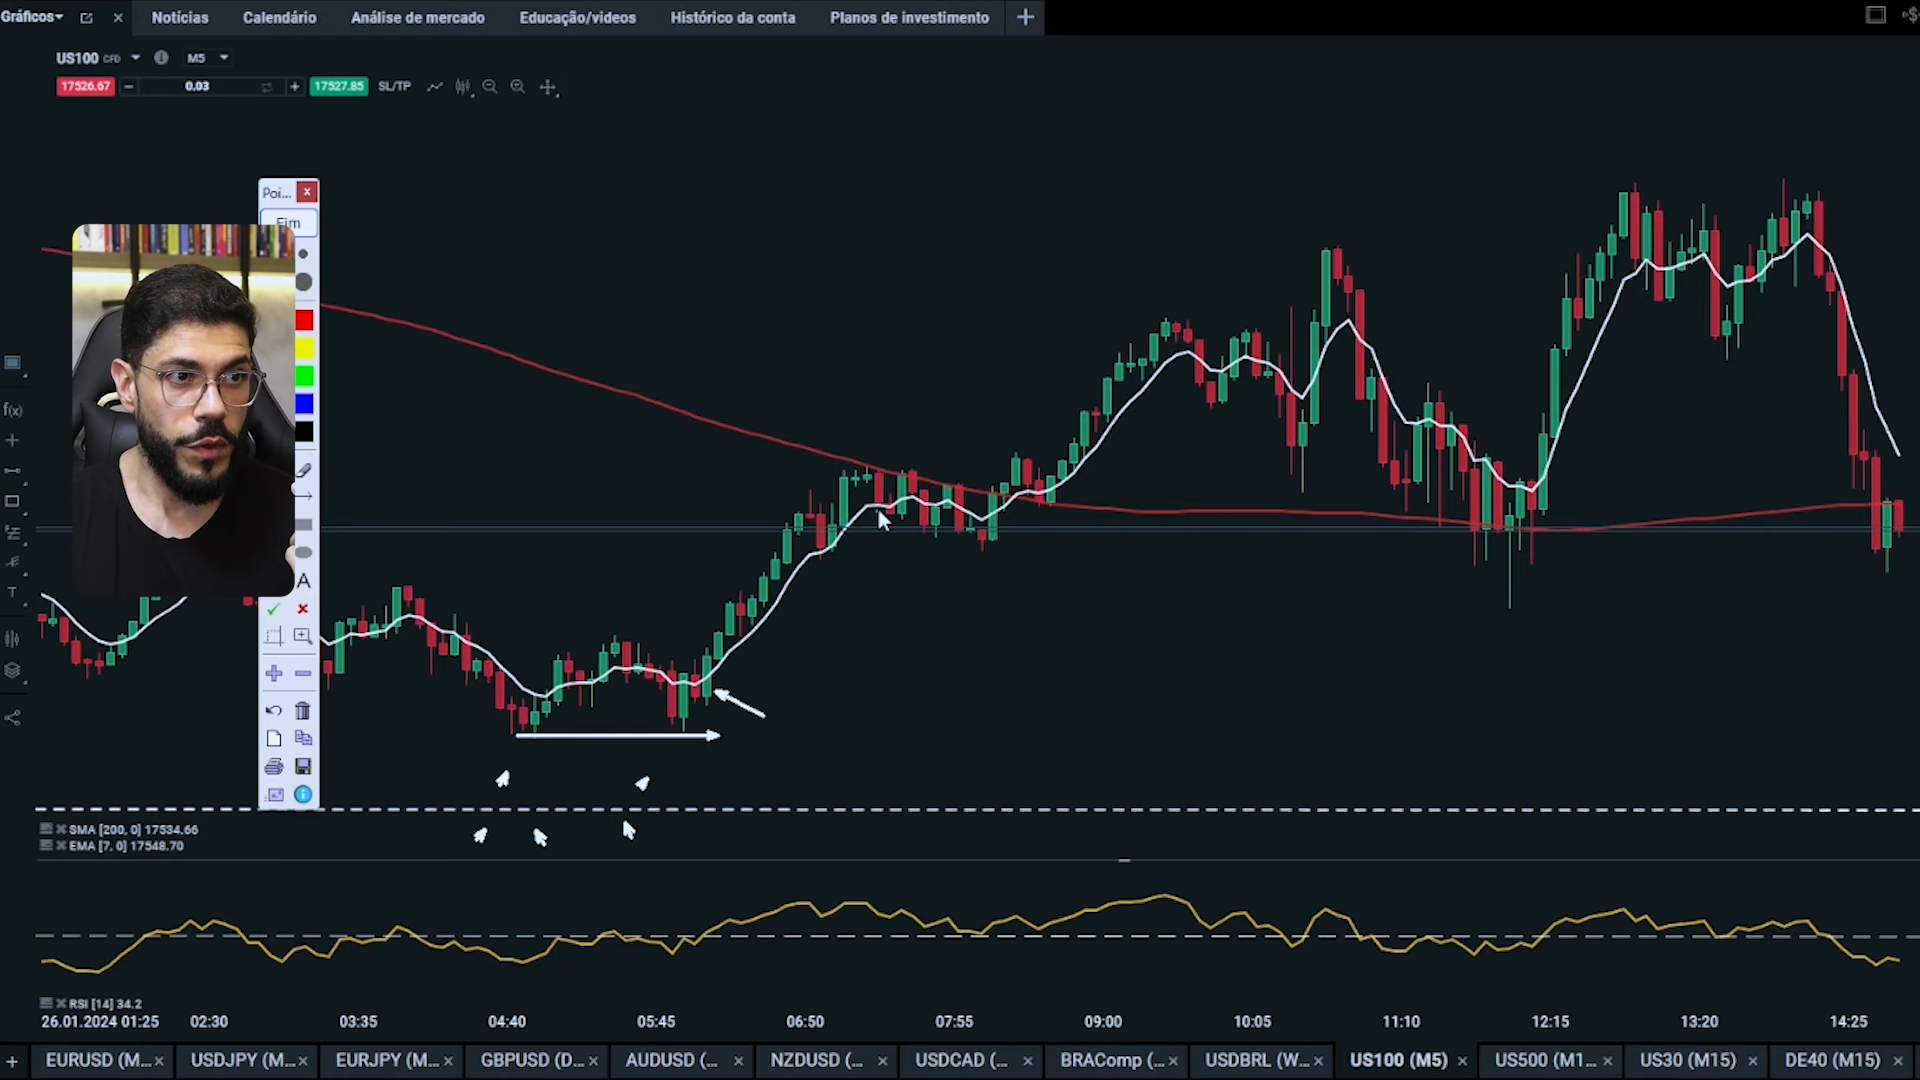 Gráficos
Notícias
Calendário
Análise de mercado
Educação/videos
Histórico da conta
Planos de investimento
US100 CFD
M5
17526.67
0.03
17527.85
SL/TP
Poi...
Fim
f(x)
T
A
SMA [200, 0] 17534.66
EMA [7, 0] 17548.70
RSI [14] 34.2
26.01.2024 01:25
02:30
03:35
04:40
05:45
06:50
07:55
09:00
10:05
11:10
12:15
13:20
14:25
EURUSD (M...
USDJPY (M...
EURJPY (M...
GBPUSD (D...
AUDUSD (...
NZDUSD (...
USDCAD (...
BRAComp (...
USDBRL (W...
US100 (M5)
US500 (M1...
US30 (M15)
DE40 (M15)